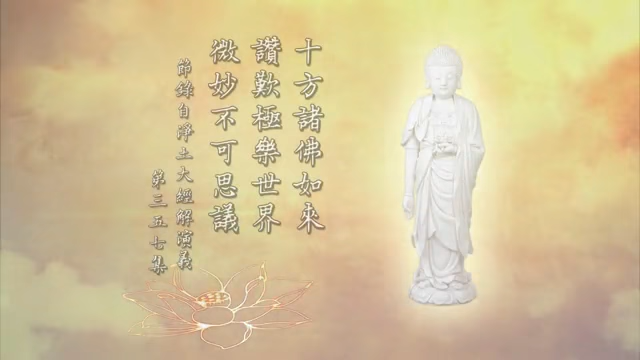 十方諸佛如來
讚歎極樂世界
微妙不可思議
節錄自淨土大經解演義
第三五七集